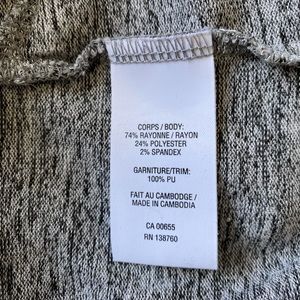 CORPS / BODY:
74% RAYONNE / RAYON
24% POLYESTER
2% SPANDEX
GARNITURE/TRIM:
100% PU
FAIT AU CAMBODGE /
MADE IN CAMBODIA
CA 00655
RN 138760